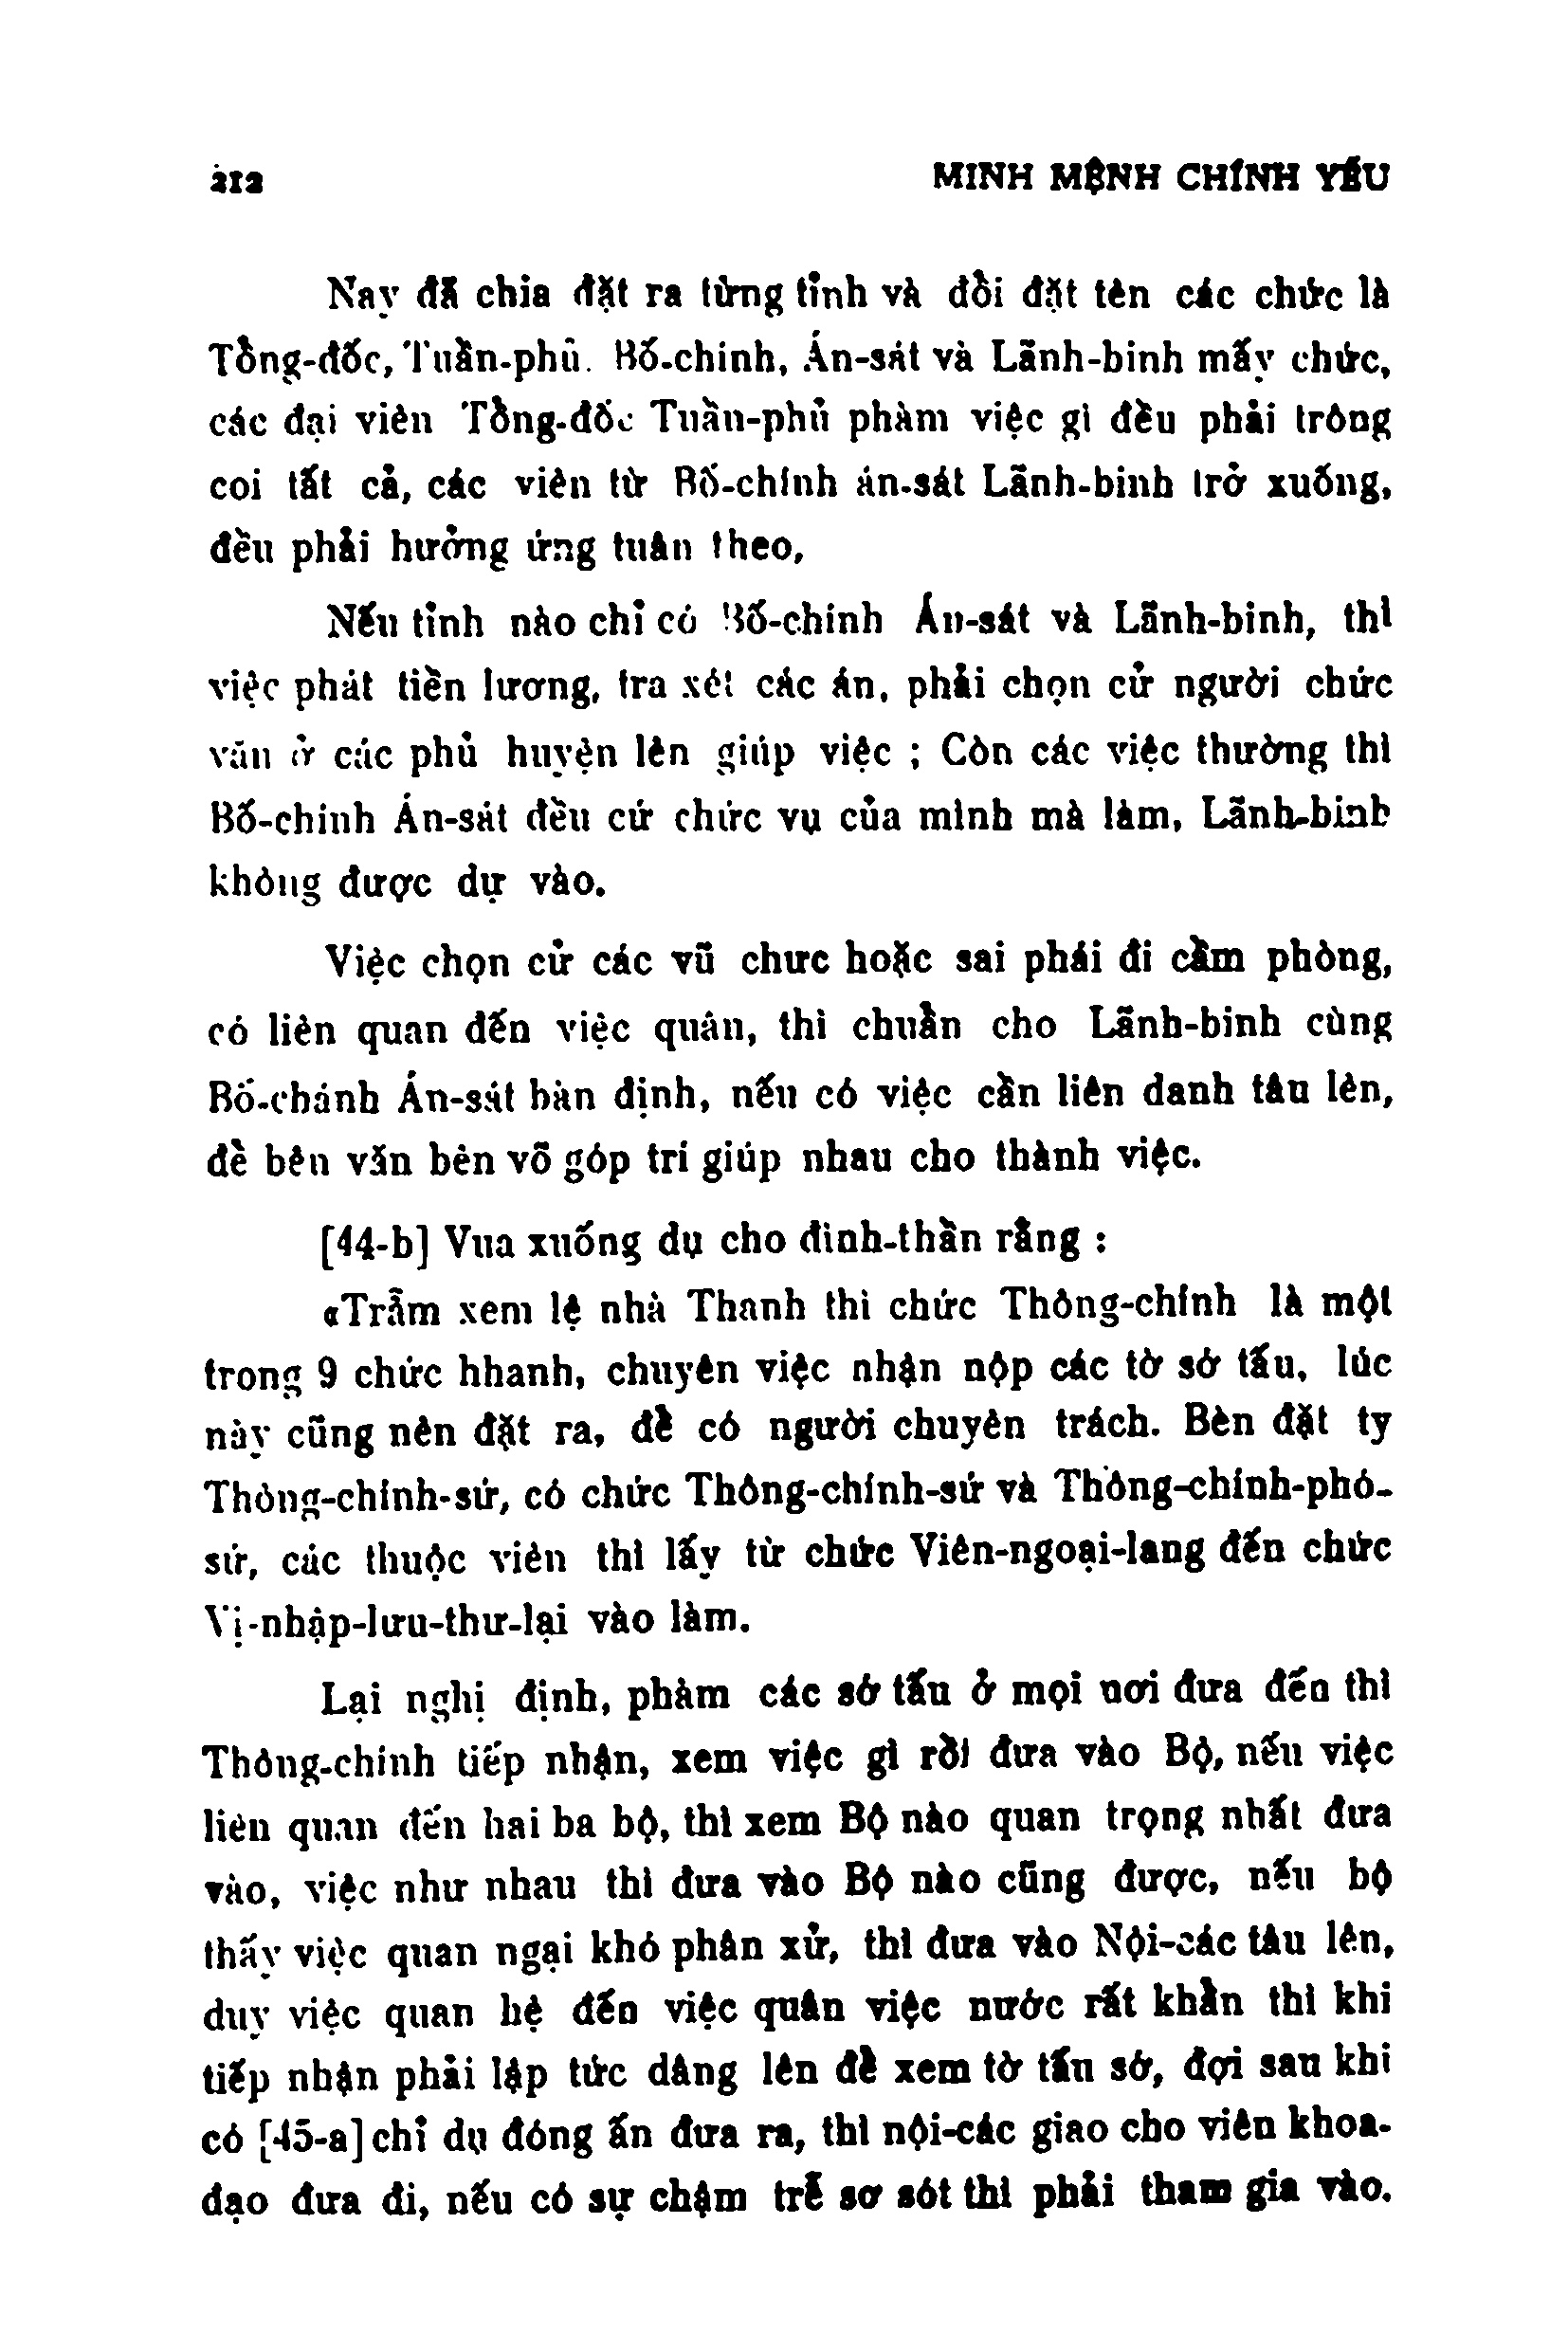 212 MINH MỆNH CHÍNH YẾU
Nay đã chia đặt ra từng tỉnh và đổi đặt tên các chức là
Tổng-đốc, Tuần-phủ. Bố-chinh, Án-sát và Lãnh-binh mấy chức,
các đại viên Tổng-đốc Tuần-phủ phàm việc gì đều phải trông
coi tất cả, các viên từ Bố-chính án-sát Lãnh-binh trở xuống,
đều phải hưởng ứng tuân theo,
Nếu tỉnh nào chỉ có Bố-chính Án-sát và Lãnh-binh, thì
việc phát tiền lương, tra xét các án, phải chọn cử người chức
văn ở các phủ huyện lên giúp việc ; Còn các việc thường thì
Bố-chinh Án-sát đều cứ chức vụ của mình mà làm, Lãnh-binh
không được dự vào.
Việc chọn cử các vũ chưc hoặc sai phái đi cầm phòng,
có liên quan đến việc quân, thì chuẩn cho Lãnh-binh cùng
Bố-chánh Án-sát bàn định, nếu có việc cần liên danh tâu lên,
để bên văn bên võ góp trí giúp nhau cho thành việc.
[44-b] Vua xuống dụ cho đình-thần rằng :
«Trẫm xem lệ nhà Thanh thì chức Thông-chính là một
trong 9 chức hhanh, chuyên việc nhận nộp các tờ sớ tấu, lúc
này cũng nên đặt ra, để có người chuyên trách. Bèn đặt ty
Thông-chính-sứ, có chức Thông-chính-sứ và Thông-chính-phó-
sứ, các thuộc viên thì lấy từ chức Viên-ngoại-lang đến chức
Vị-nhập-lưu-thư-lại vào làm.
Lại nghị định, phàm các sớ tấu ở mọi nơi đưa đến thì
Thông-chính tiếp nhận, xem việc gì rồi đưa vào Bộ, nếu việc
liên quan đến hai ba bộ, thì xem Bộ nào quan trọng nhất đưa
vào, việc như nhau thì đưa vào Bộ nào cũng được, nếu bộ
thấy việc quan ngại khó phân xử, thì đưa vào Nội-các tâu lên,
duy việc quan hệ đến việc quân việc nước rất khẩn thì khi
tiếp nhận phải lập tức dâng lên để xem tờ tấu sớ, đợi sau khi
có [45-a] chỉ dụ đóng ấn đưa ra, thì nội-các giao cho viên khoa-
đạo đưa đi, nếu có sự chậm trễ sơ sót thì phải tham gia vào.